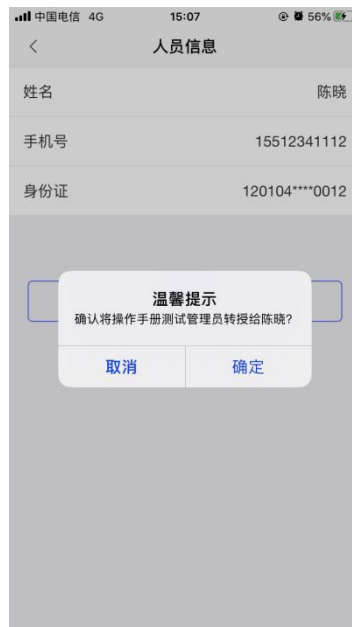 中国电信 4G 15:07 56%
人员信息
姓名 陈晓
手机号 15512341112
身份证 120104****0012
温馨提示
确认将操作手册测试管理员转授给陈晓?
取消 确定